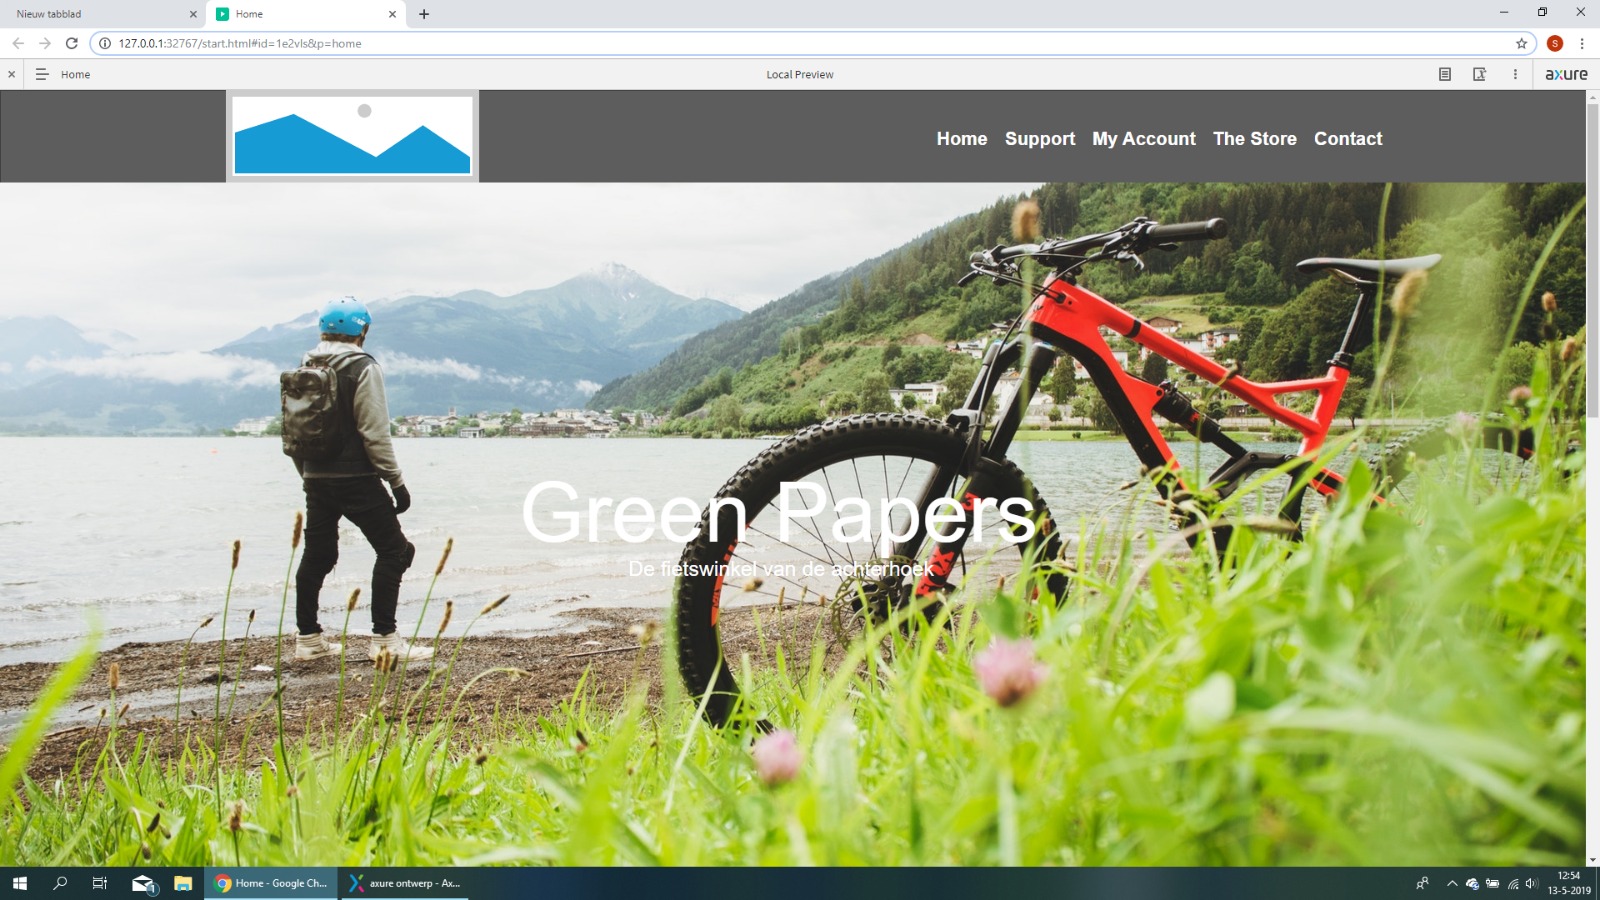 Nieuw tabblad
Home
127.0.0.1:32767/start.html#id=1e2vls&p=home
S
Home
Local Preview
axure
Home Support My Account The Store Contact
Green Papers
De fietswinkel van de achterhoek
1
Home - Google Ch...
axure ontwerp - Ax...
12:54
13-5-2019